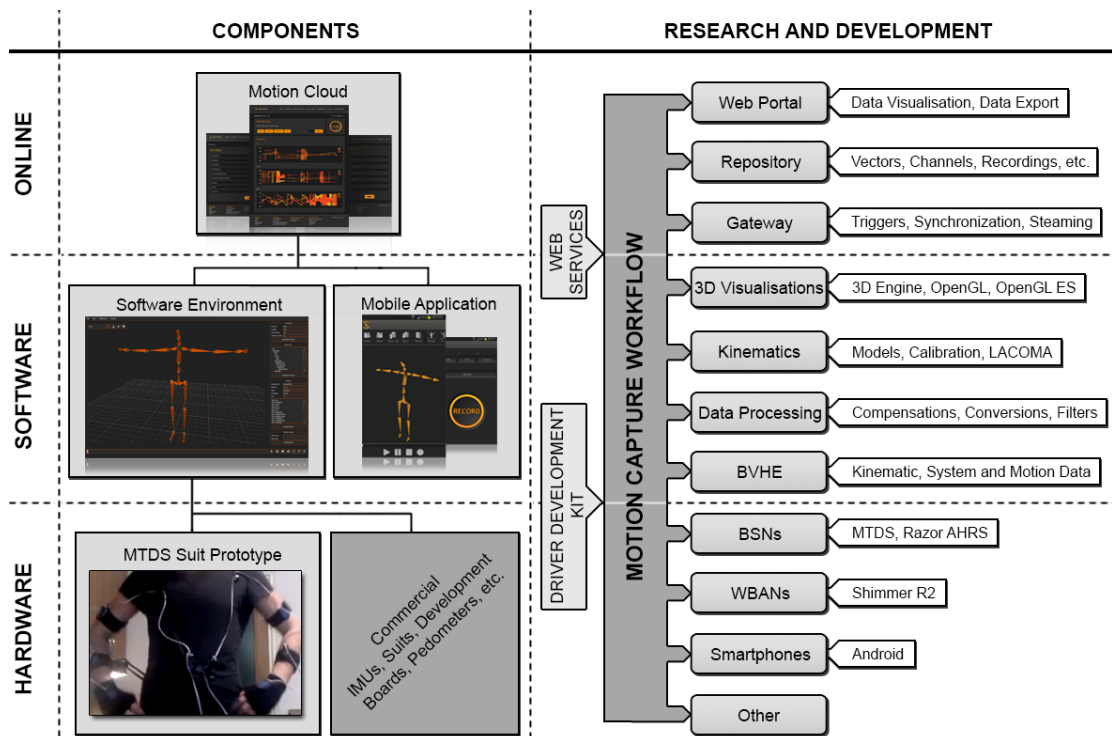 COMPONENTS
RESEARCH AND DEVELOPMENT
ONLINE
Motion Cloud
SOFTWARE
Software Environment
Mobile Application
RECORD
HARDWARE
MTDS Suit Prototype
Commercial
IMUs, Suits, Development
Boards, Pedometers, etc.
WEB
SERVICES
DRIVER DEVELOPMENT
KIT
MOTION CAPTURE WORKFLOW
Web Portal
Data Visualisation, Data Export
Repository
Vectors, Channels, Recordings, etc.
Gateway
Triggers, Synchronization, Steaming
3D Visualisations
3D Engine, OpenGL, OpenGL ES
Kinematics
Models, Calibration, LACOMA
Data Processing
Compensations, Conversions, Filters
BVHE
Kinematic, System and Motion Data
BSNs
MTDS, Razor AHRS
WBANs
Shimmer R2
Smartphones
Android
Other